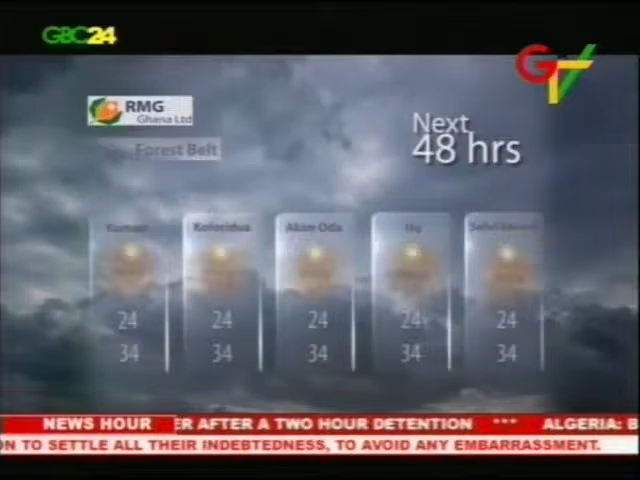 GBC24
GTV
RMG
Ghana Ltd
Forest Belt
Next
48 hrs
Kumasi Koforidua Akim Oda Ho
24 24 24 24 24
34 34 34 34 34
NEWS HOUR ER AFTER A TWO HOUR DETENTION *** ALGERIA: B
ON TO SETTLE ALL THEIR INDEBTEDNESS, TO AVOID ANY EMBARRASSMENT.